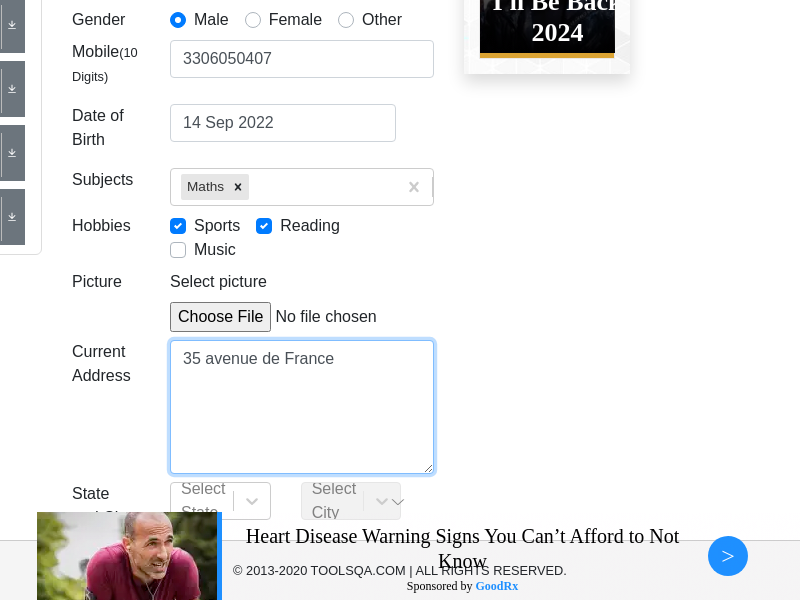 Gender
Male Female Other
I'll Be Back
2024
Mobile(10
Digits)
3306050407
Date of
Birth
14 Sep 2022
Subjects
Maths
Hobbies
Sports Reading
Music
Picture
Select picture
Choose File No file chosen
Current
Address
35 avenue de France
State
Select
State
Select
City
Heart Disease Warning Signs You Can’t Afford to Not
Know
© 2013-2020 TOOLSQA.COM | ALL RIGHTS RESERVED.
Sponsored by GoodRx
>